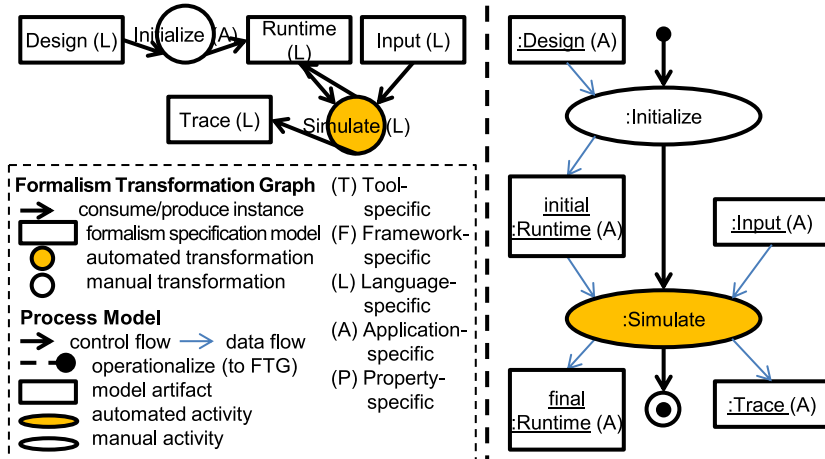 Design (L)
Initialize (A)
Runtime
(L)
Input (L)
Trace (L)
Simulate (L)
Formalism Transformation Graph
consume/produce instance
formalism specification model
automated transformation
manual transformation
Process Model
control flow
data flow
operationalize (to FTG)
model artifact
automated activity
manual activity
(T) Tool-
specific
(F) Framework-
specific
(L) Language-
specific
(A) Application-
specific
(P) Property-
specific
:Design (A)
:Initialize
initial
:Runtime (A)
:Input (A)
:Simulate
final
:Runtime (A)
:Trace (A)